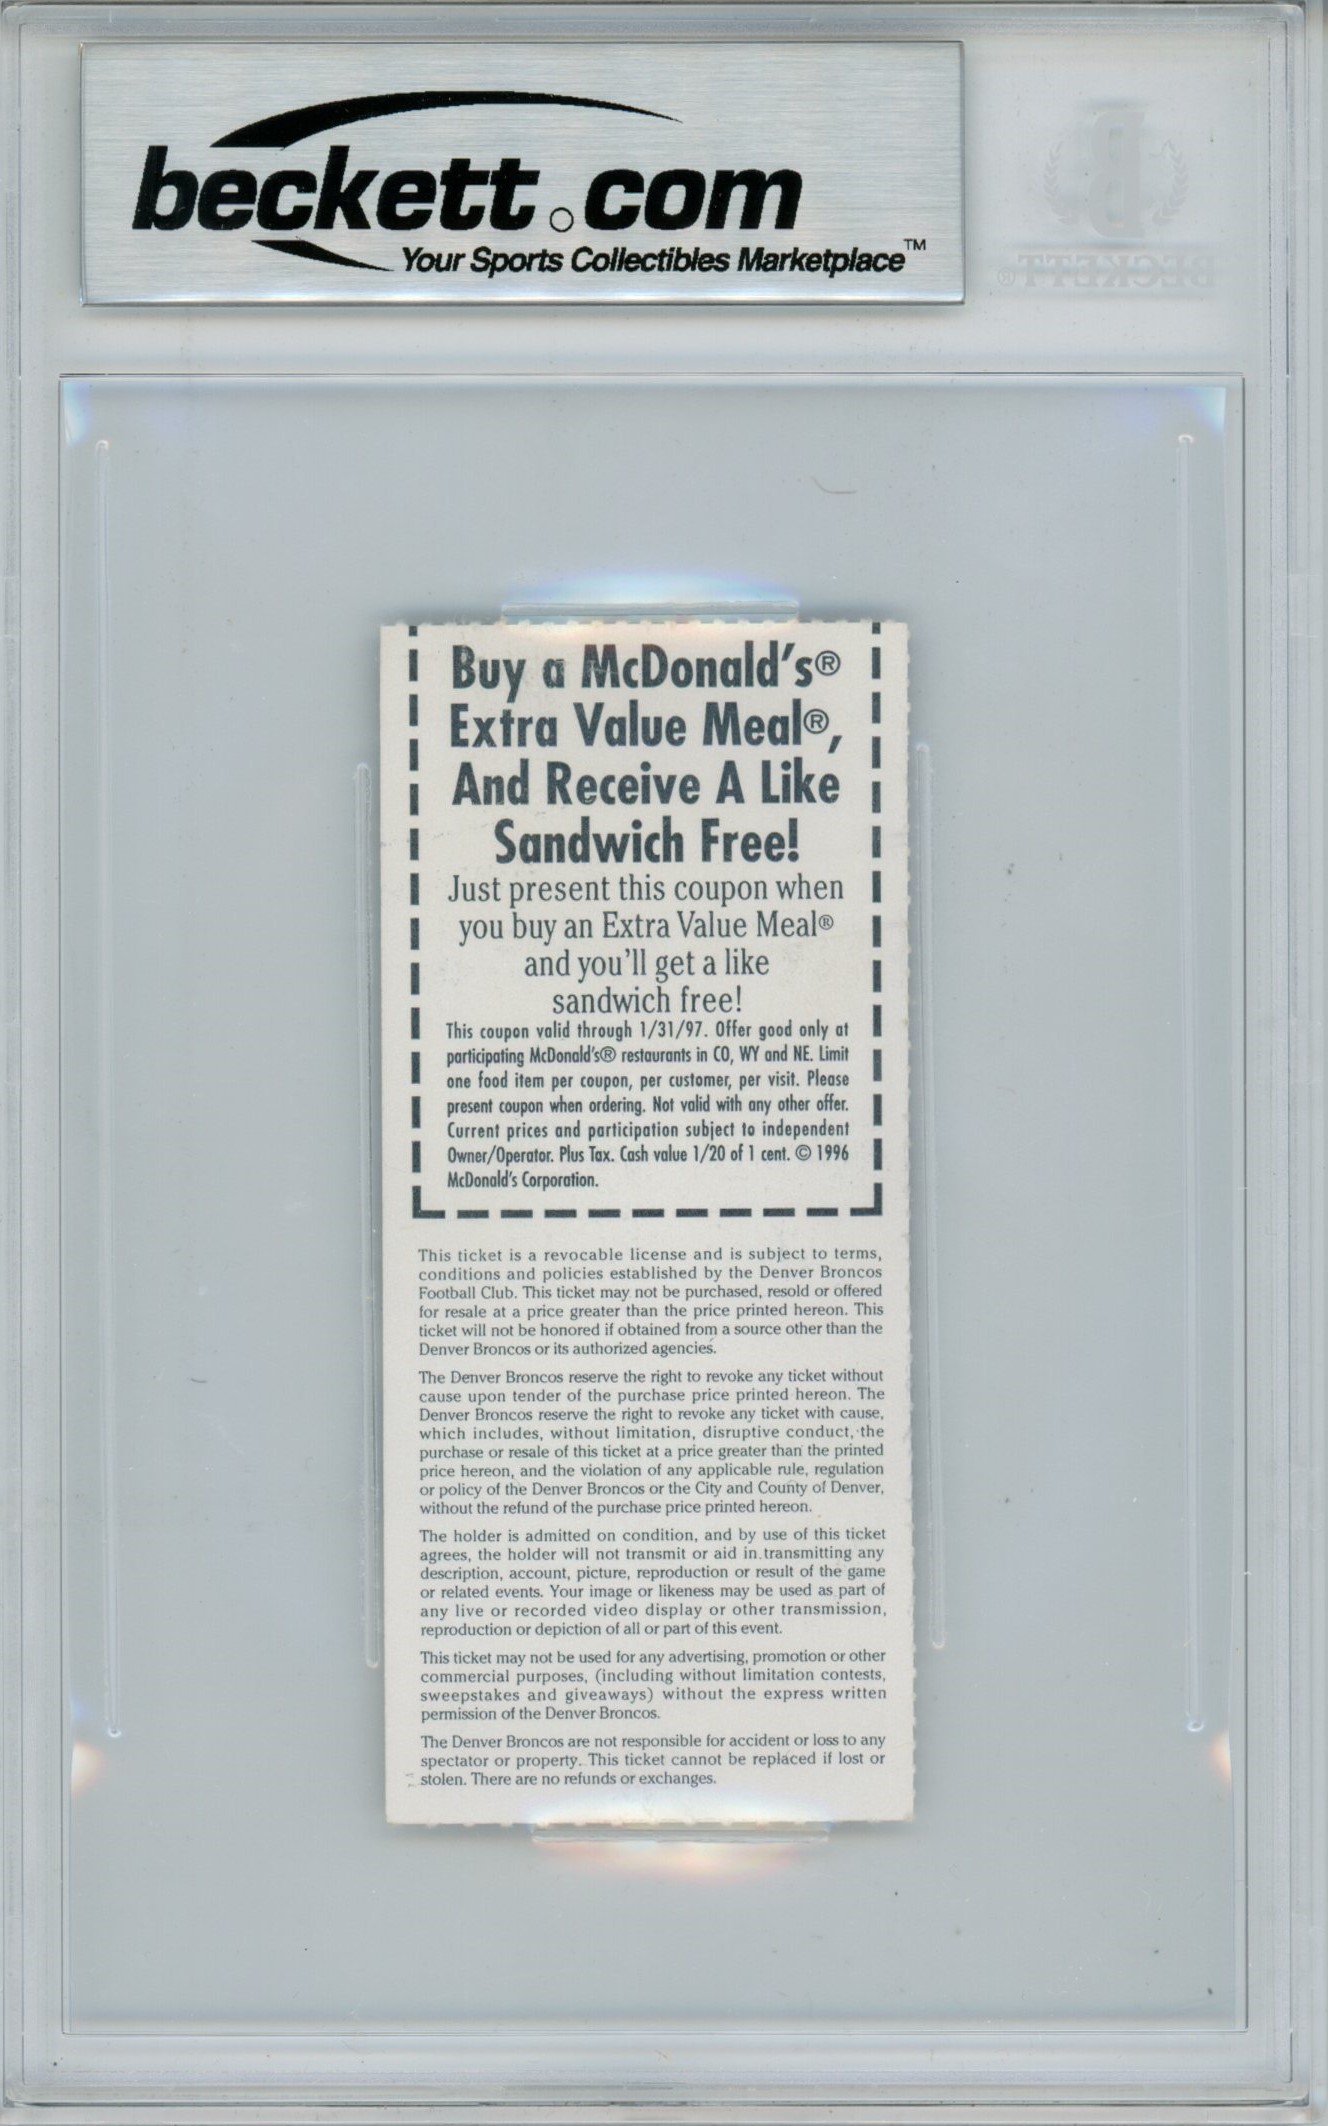 beckett.com
Your Sports Collectibles Marketplace™
BECKETT®
Buy a McDonald's®
Extra Value Meal®,
And Receive A Like
Sandwich Free!
Just present this coupon when
you buy an Extra Value Meal®
and you'll get a like
sandwich free!
This coupon valid through 1/31/97. Offer good only at
participating McDonald's® restaurants in CO, WY and NE. Limit
one food item per coupon, per customer, per visit. Please
present coupon when ordering. Not valid with any other offer.
Current prices and participation subject to independent
Owner/Operator. Plus Tax. Cash value 1/20 of 1 cent. © 1996
McDonald's Corporation.
This ticket is a revocable license and is subject to terms,
conditions and policies established by the Denver Broncos
Football Club. This ticket may not be purchased, resold or offered
for resale at a price greater than the price printed hereon. This
ticket will not be honored if obtained from a source other than the
Denver Broncos or its authorized agencies.
The Denver Broncos reserve the right to revoke any ticket without
cause upon tender of the purchase price printed hereon. The
Denver Broncos reserve the right to revoke any ticket with cause,
which includes, without limitation, disruptive conduct, the
purchase or resale of this ticket at a price greater than the printed
price hereon, and the violation of any applicable rule, regulation
or policy of the Denver Broncos or the City and County of Denver,
without the refund of the purchase price printed hereon.
The holder is admitted on condition, and by use of this ticket
agrees, the holder will not transmit or aid in transmitting any
description, account, picture, reproduction or result of the game
or related events. Your image or likeness may be used as part of
any live or recorded video display or other transmission,
reproduction or depiction of all or part of this event.
This ticket may not be used for any advertising, promotion or other
commercial purposes, (including without limitation contests,
sweepstakes and giveaways) without the express written
permission of the Denver Broncos.
The Denver Broncos are not responsible for accident or loss to any
spectator or property. This ticket cannot be replaced if lost or
stolen. There are no refunds or exchanges.